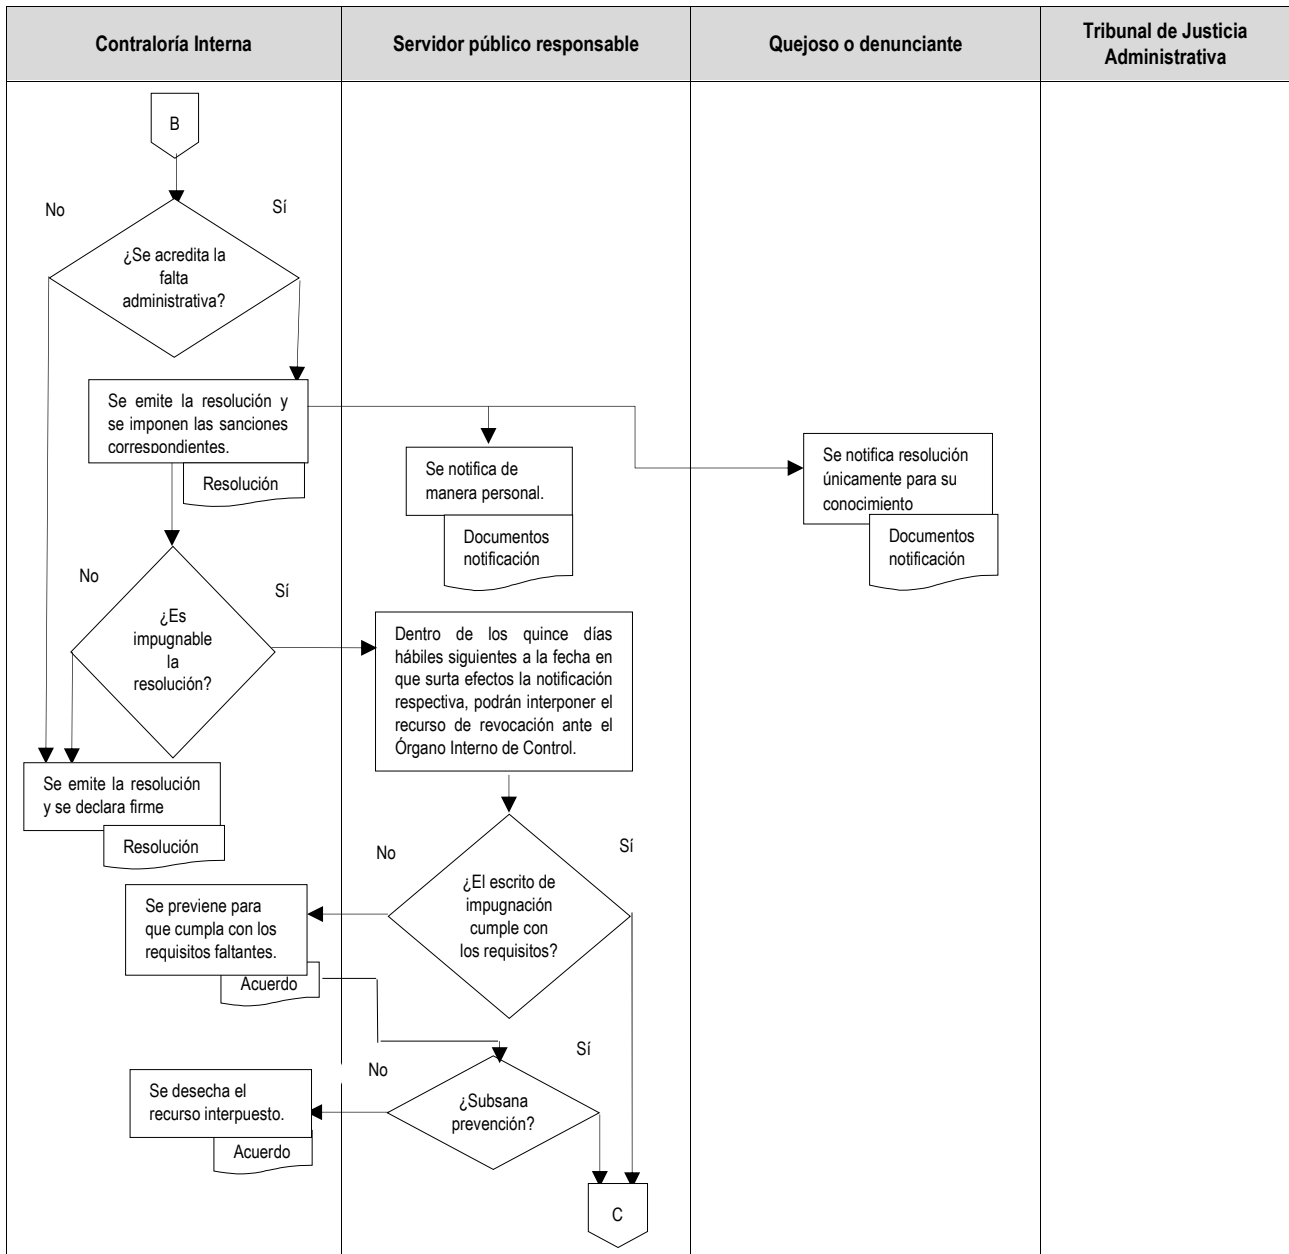 Contraloría Interna
Servidor público responsable
Quejoso o denunciante
Tribunal de Justicia
Administrativa
B
No
Sí
¿Se acredita la
falta
administrativa?
Se emite la resolución y
se imponen las sanciones
correspondientes.
Resolución
Se notifica de
manera personal.
Documentos
notificación
Se notifica resolución
únicamente para su
conocimiento
Documentos
notificación
No
Sí
¿Es
impugnable
la
resolución?
Dentro de los quince días
hábiles siguientes a la fecha en
que surta efectos la notificación
respectiva, podrán interponer el
recurso de revocación ante el
Órgano Interno de Control.
Se emite la resolución
y se declara firme
Resolución
No
Sí
¿El escrito de
impugnación
cumple con
los requisitos?
Se previene para
que cumpla con los
requisitos faltantes.
Acuerdo
No
Sí
¿Subsana
prevención?
Se desecha el
recurso interpuesto.
Acuerdo
C